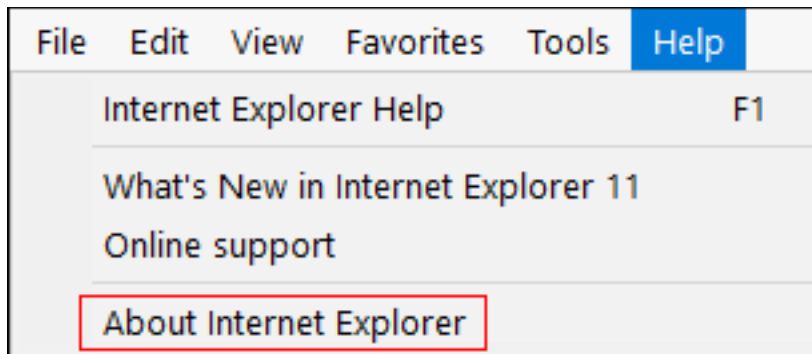 File Edit View Favorites Tools Help
Internet Explorer Help F1
What's New in Internet Explorer 11
Online support
About Internet Explorer